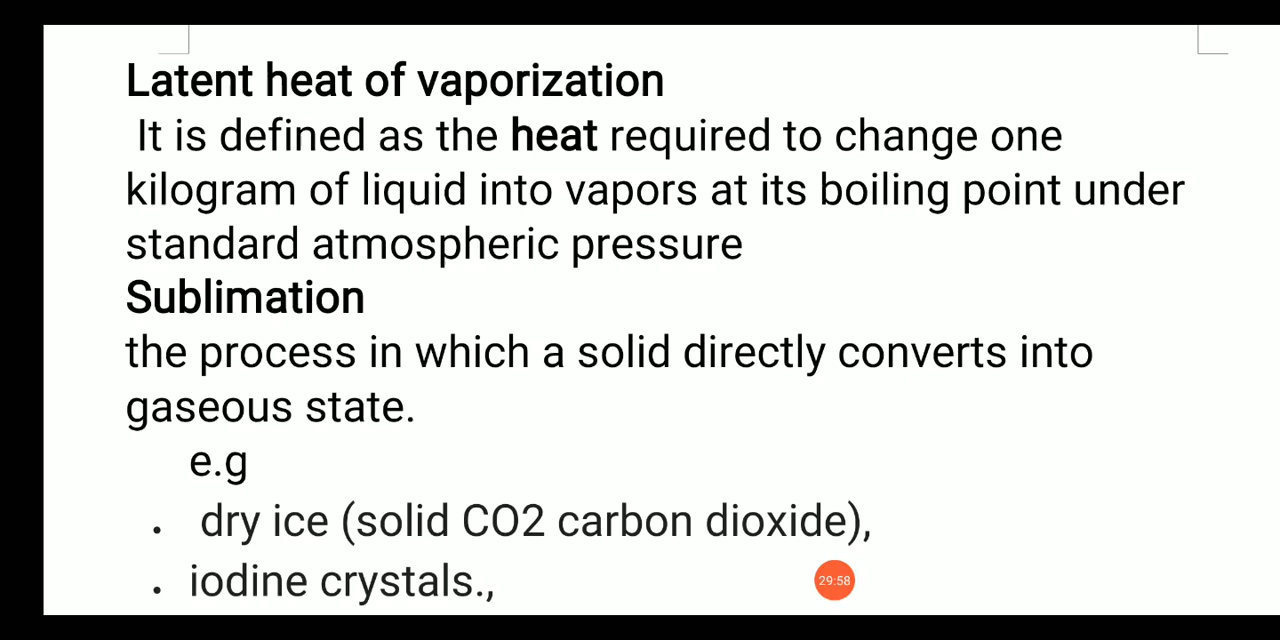 Latent heat of vaporization
It is defined as the heat required to change one
kilogram of liquid into vapors at its boiling point under
standard atmospheric pressure
Sublimation
the process in which a solid directly converts into
gaseous state.
e.g
• dry ice (solid CO2 carbon dioxide),
• iodine crystals.,
29:58